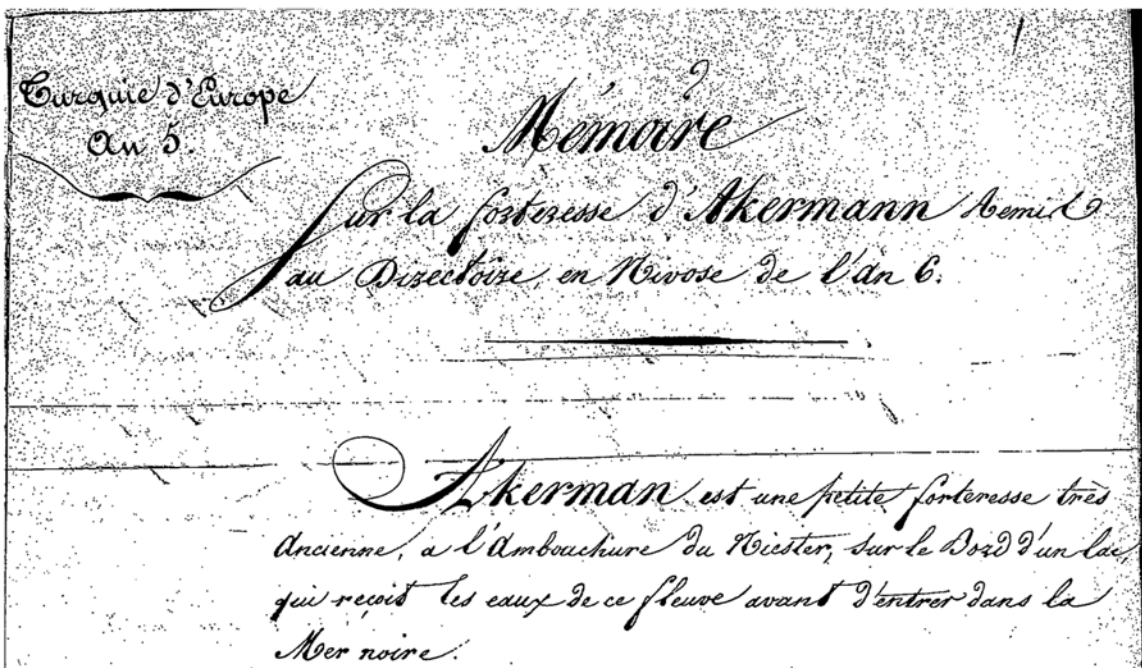 Turquie d'Europe
An 5.
Mémoire
Sur la forteresse d'Akermann Remis
au Directoire, en Nivose de l'An 6.
Akerman est une petite forteresse très
Ancienne, a l'Ambouchure du Niester, sur le Bord d'un lac,
qui reçoit les eaux de ce fleuve avant d'entrer dans la
Mer noire.